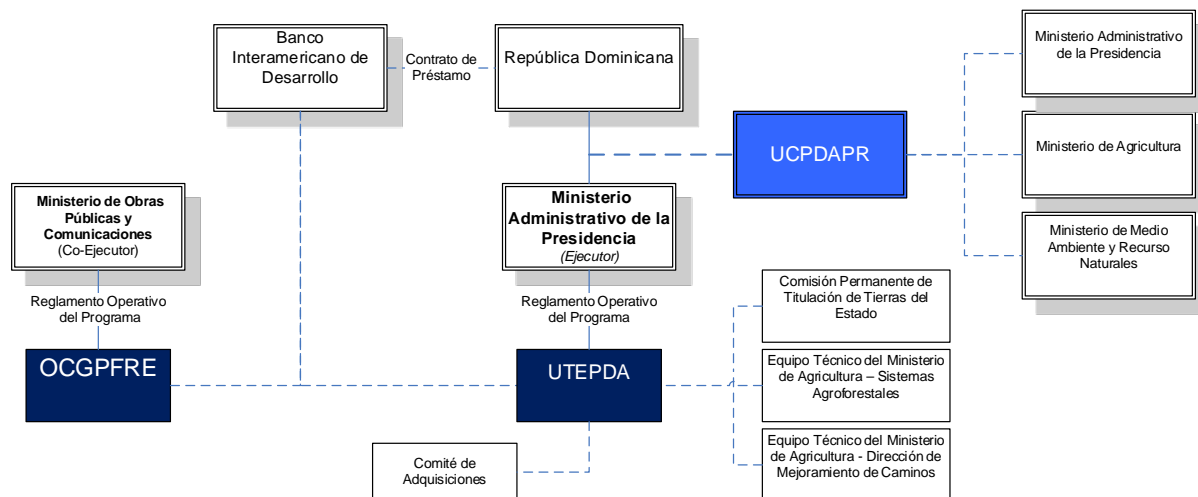 Banco
Interamericano de
Desarrollo
Contrato de
Préstamo
República Dominicana
Ministerio Administrativo
de la Presidencia
UCPDAPR
Ministerio de Agricultura
Ministerio de Medio
Ambiente y Recurso
Naturales
Ministerio de Obras
Públicas y
Comunicaciones
(Co-Ejecutor)
Ministerio
Administrativo de la
Presidencia
(Ejecutor)
Reglamento Operativo
del Programa
Reglamento Operativo
del Programa
OCGPFRE
UTEPDA
Comisión Permanente de
Titulación de Tierras del
Estado
Equipo Técnico del Ministerio
de Agricultura – Sistemas
Agroforestales
Equipo Técnico del Ministerio
de Agricultura - Dirección de
Mejoramiento de Caminos
Comité de
Adquisiciones